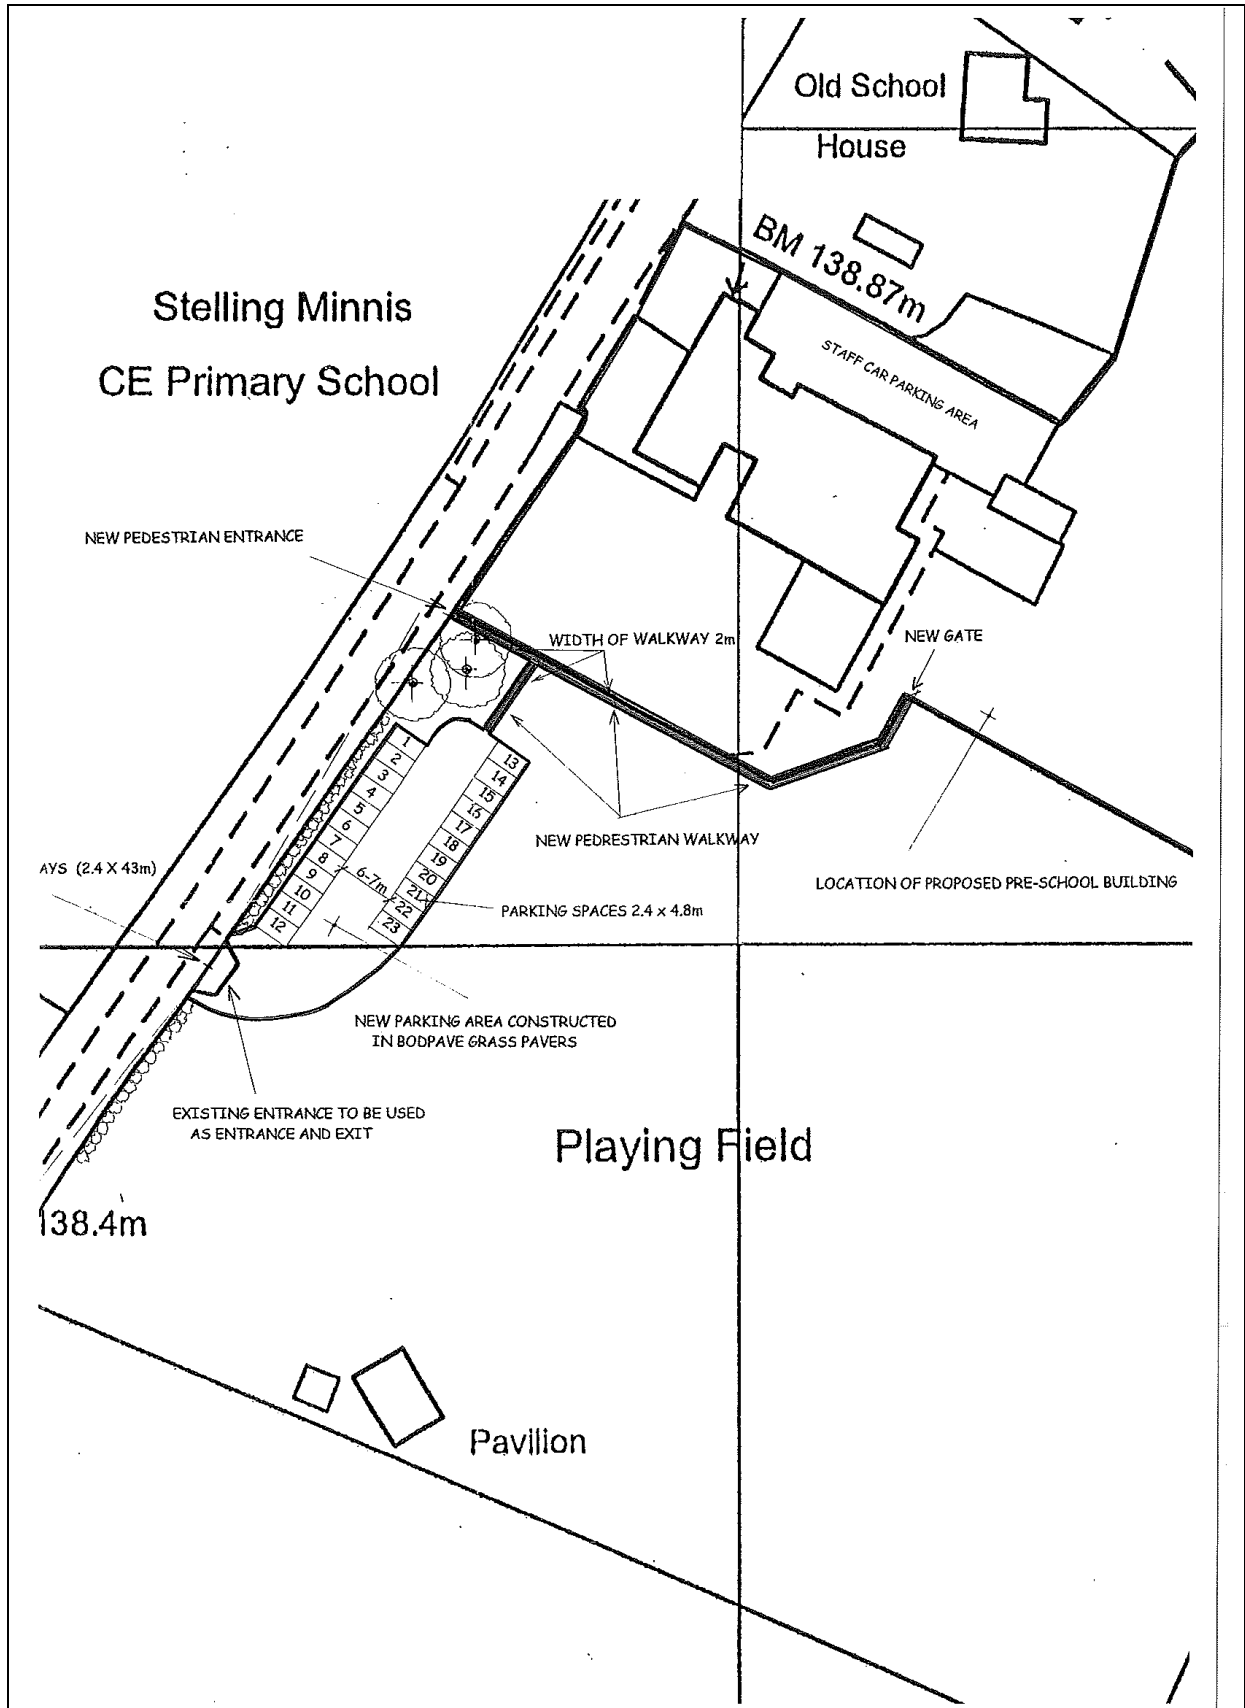 Old School
House
BM 138.87m
Stelling Minnis
CE Primary School
STAFF CAR PARKING AREA
NEW PEDESTRIAN ENTRANCE
WIDTH OF WALKWAY 2m
NEW GATE
1
2
3
4
5
6
7
8
9
10
11
12
13
14
15
16
17
18
19
20
21
22
23
6-7m
NEW PEDRESTRIAN WALKWAY
AYS (2.4 X 43m)
LOCATION OF PROPOSED PRE-SCHOOL BUILDING
PARKING SPACES 2.4 x 4.8m
NEW PARKING AREA CONSTRUCTED
IN BODPAVE GRASS PAVERS
EXISTING ENTRANCE TO BE USED
AS ENTRANCE AND EXIT
Playing Field
138.4m
Pavilion